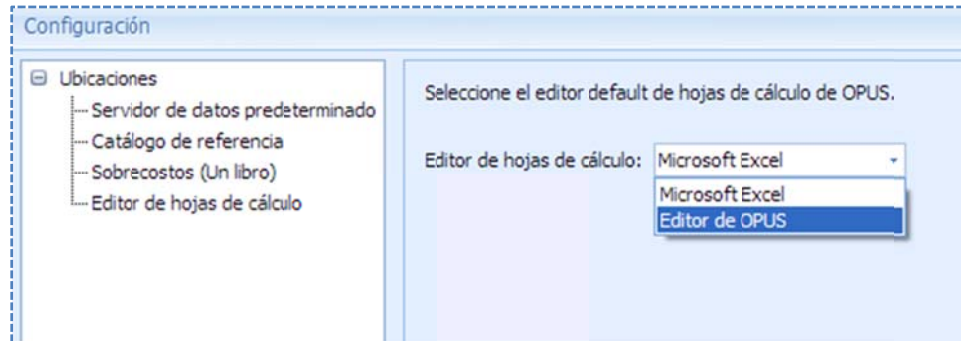 Configuración
Ubicaciones
Servidor de datos predeterminado
Catálogo de referencia
Sobrecostos (Un libro)
Editor de hojas de cálculo
Seleccione el editor default de hojas de cálculo de OPUS.
Editor de hojas de cálculo: Microsoft Excel
Microsoft Excel
Editor de OPUS